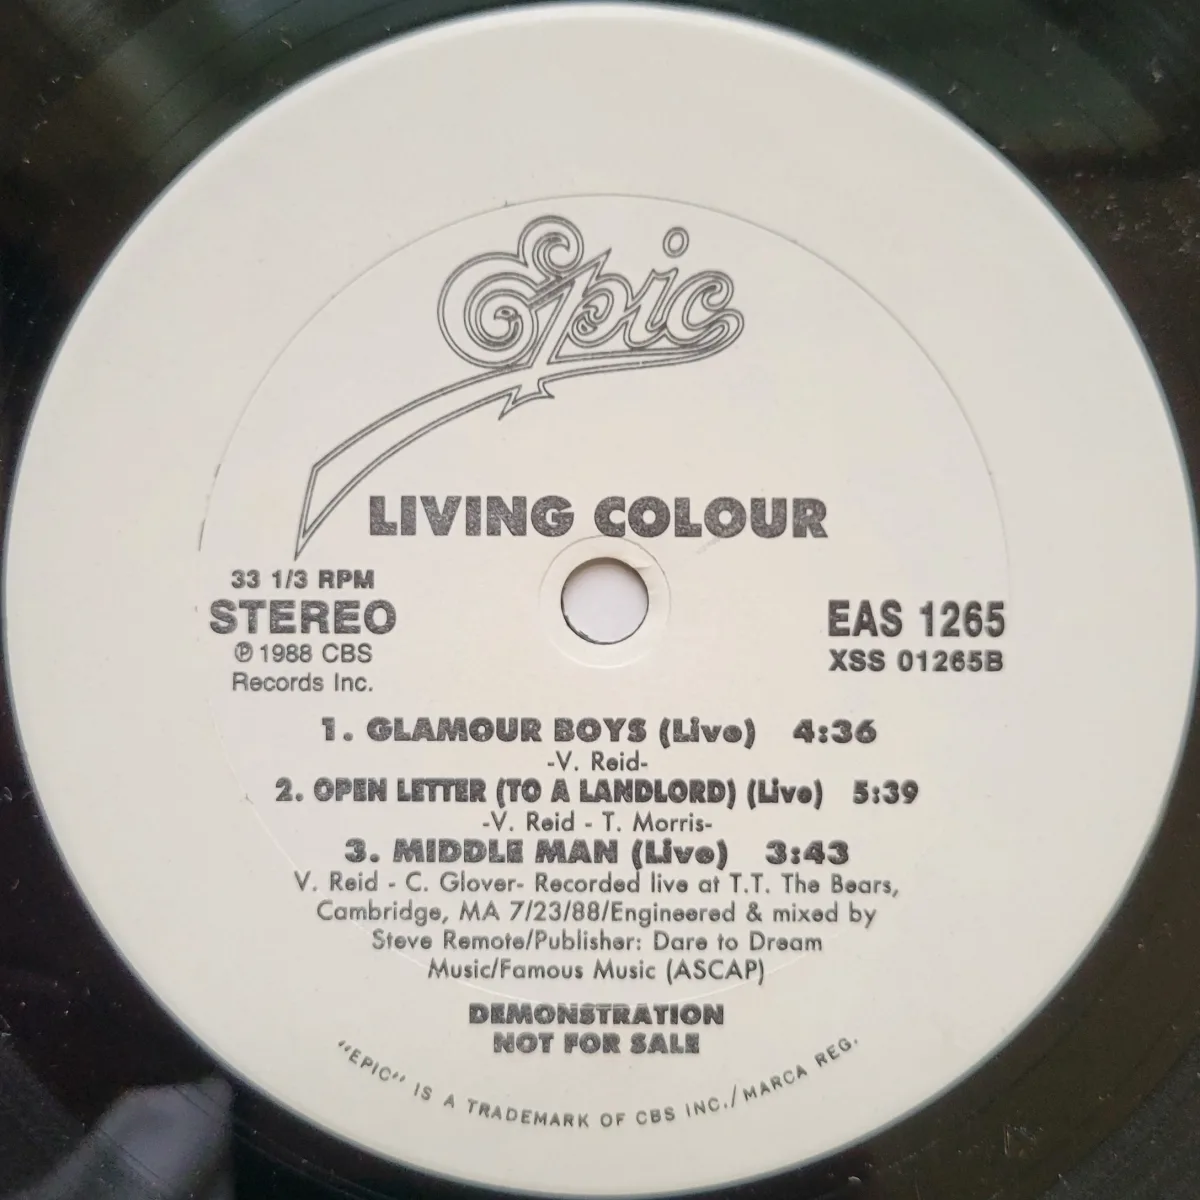 Epic
LIVING COLOUR
33 1/3 RPM
STEREO
℗ 1988 CBS
Records Inc.
EAS 1265
XSS 01265B
1. GLAMOUR BOYS (Live) 4:36
-V. Reid-
2. OPEN LETTER (TO A LANDLORD) (Live) 5:39
-V. Reid - T. Morris-
3. MIDDLE MAN (Live) 3:43
V. Reid - C. Glover- Recorded live at T.T. The Bears,
Cambridge, MA 7/23/88/Engineered & mixed by
Steve Remote/Publisher: Dare to Dream
Music/Famous Music (ASCAP)
DEMONSTRATION
NOT FOR SALE
"EPIC" IS A TRADEMARK OF CBS INC./MARCA REG.